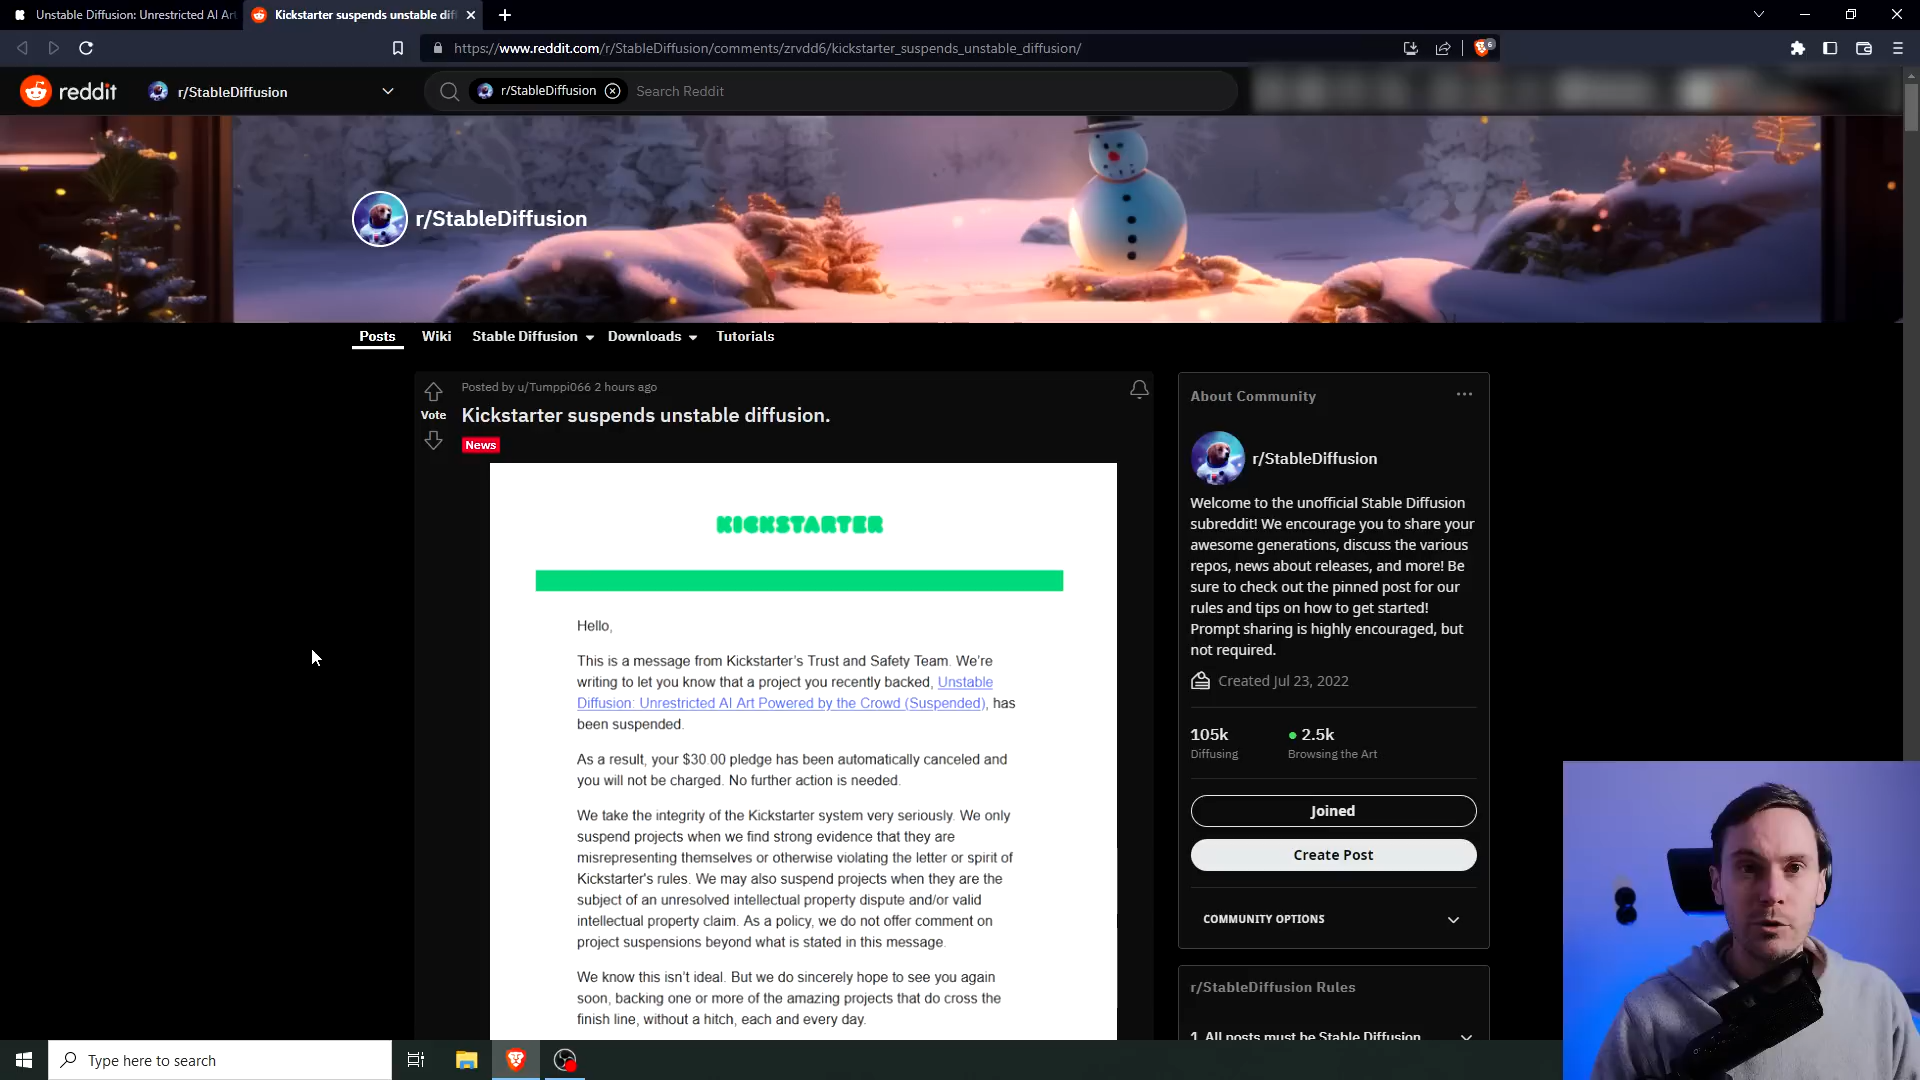 Unstable Diffusion: Unrestricted AI Ar
Kickstarter suspends unstable dif
https://www.reddit.com/r/StableDiffusion/comments/zrvdd6/kickstarter_suspends_unstable_diffusion/
6
reddit
r/StableDiffusion
r/StableDiffusion
Search Reddit
r/StableDiffusion
Posts
Wiki
Stable Diffusion
Downloads
Tutorials
Vote
Posted by u/Tumppi066 2 hours ago
Kickstarter suspends unstable diffusion.
News
KICKSTARTER
Hello,
This is a message from Kickstarter's Trust and Safety Team. We're
writing to let you know that a project you recently backed, Unstable
Diffusion: Unrestricted AI Art Powered by the Crowd (Suspended), has
been suspended.
As a result, your $30.00 pledge has been automatically canceled and
you will not be charged. No further action is needed.
We take the integrity of the Kickstarter system very seriously. We only
suspend projects when we find strong evidence that they are
misrepresenting themselves or otherwise violating the letter or spirit of
Kickstarter's rules. We may also suspend projects when they are the
subject of an unresolved intellectual property dispute and/or valid
intellectual property claim. As a policy, we do not offer comment on
project suspensions beyond what is stated in this message.
We know this isn't ideal. But we do sincerely hope to see you again
soon, backing one or more of the amazing projects that do cross the
finish line, without a hitch, each and every day.
About Community
r/StableDiffusion
Welcome to the unofficial Stable Diffusion
subreddit! We encourage you to share your
awesome generations, discuss the various
repos, news about releases, and more! Be
sure to check out the pinned post for our
rules and tips on how to get started!
Prompt sharing is highly encouraged, but
not required.
Created Jul 23, 2022
105k
Diffusing
2.5k
Browsing the Art
Joined
Create Post
COMMUNITY OPTIONS
r/StableDiffusion Rules
1. All posts must be Stable Diffusion
Type here to search